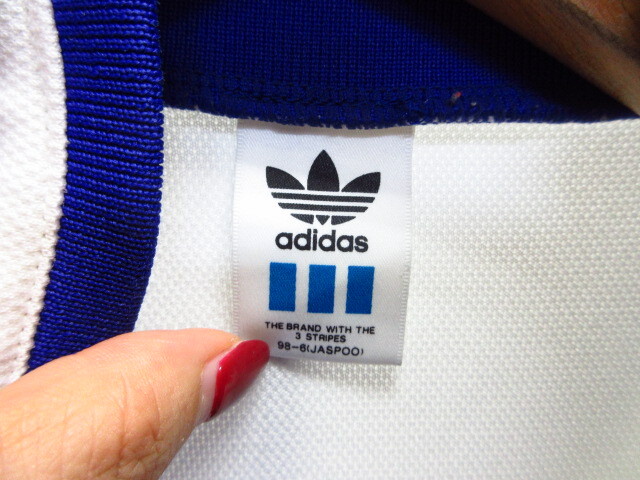 adidas
THE BRAND WITH THE
3 STRIPES
98-6(JASPOO)